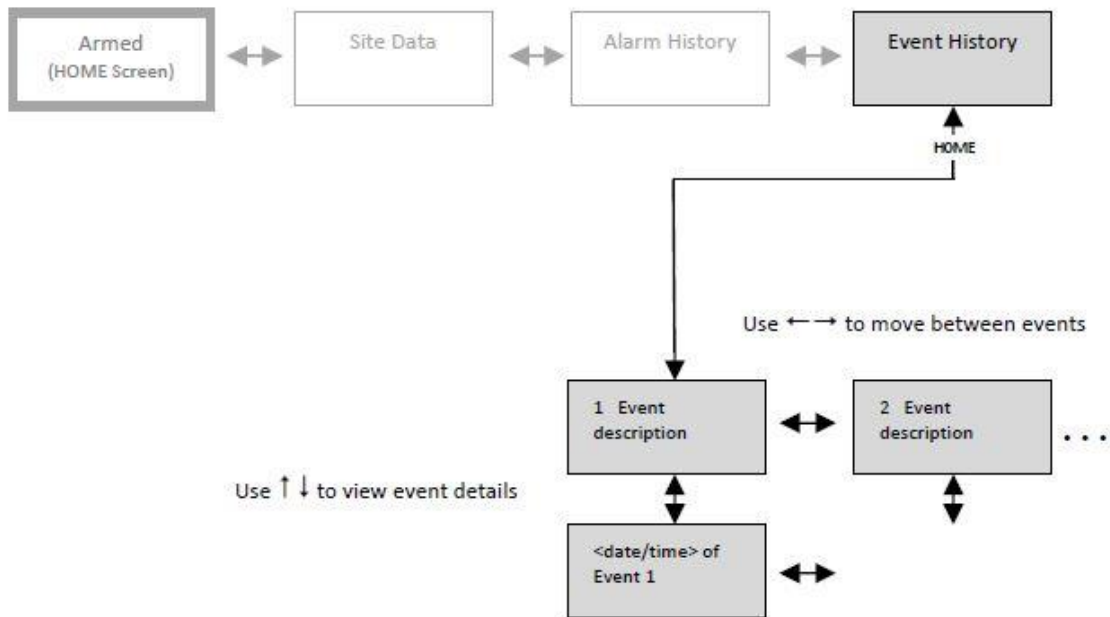 Armed
(HOME Screen)
Site Data
Alarm History
Event History
HOME
Use ←→ to move between events
1 Event
description
2 Event
description
...
Use ↑↓ to view event details
<date/time> of
Event 1